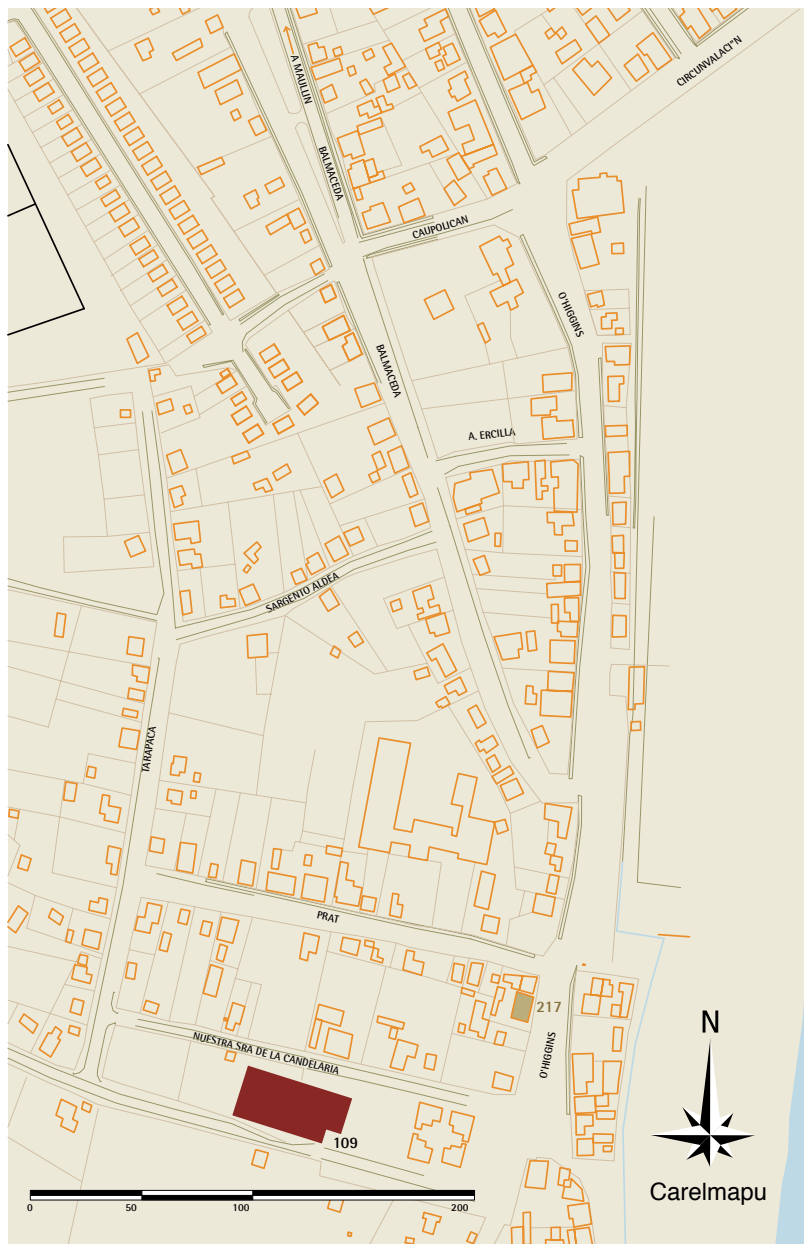 A MAULLIN
CIRCUNVALACI"N
BALMACEDA
CAUPOLICAN
O'HIGGINS
BALMACEDA
A. ERCILLA
SARGENTO ALDEA
TARAPACA
PRAT
217
N
NUESTRA SRA DE LA CANDELARIA
O'HIGGINS
109
Carelmapu
0 50 100 200